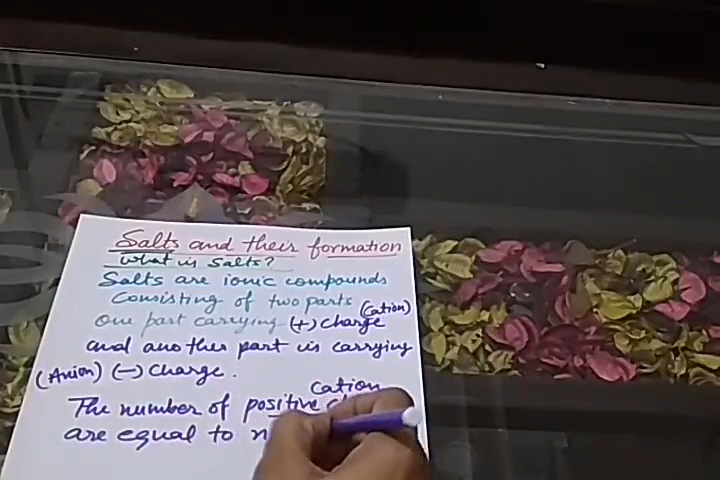 Salts and their formation
what is salts?
Salts are ionic compounds
Consisting of two parts
(Cation)
One part carrying (+) charge
and another part is carrying
(Anion) (-) Charge.
cation
The number of positive
are equal to